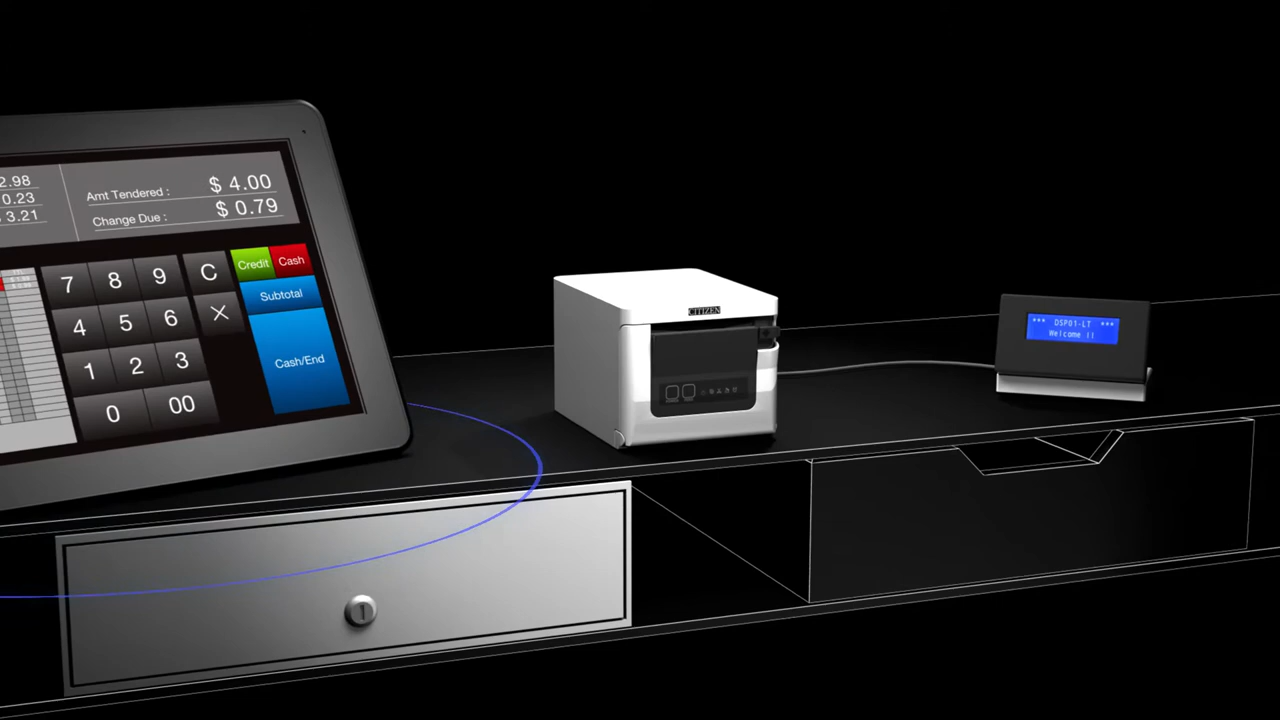 2.98
0.23
$ 3.21
Amt Tendered : $ 4.00
Change Due : $ 0.79
7 8 9 C
Credit Cash
4 5 6 ×
Subtotal
1 2 3
Cash/End
0 00
CITIZEN
*** DSP01-LT ***
Welcome !!